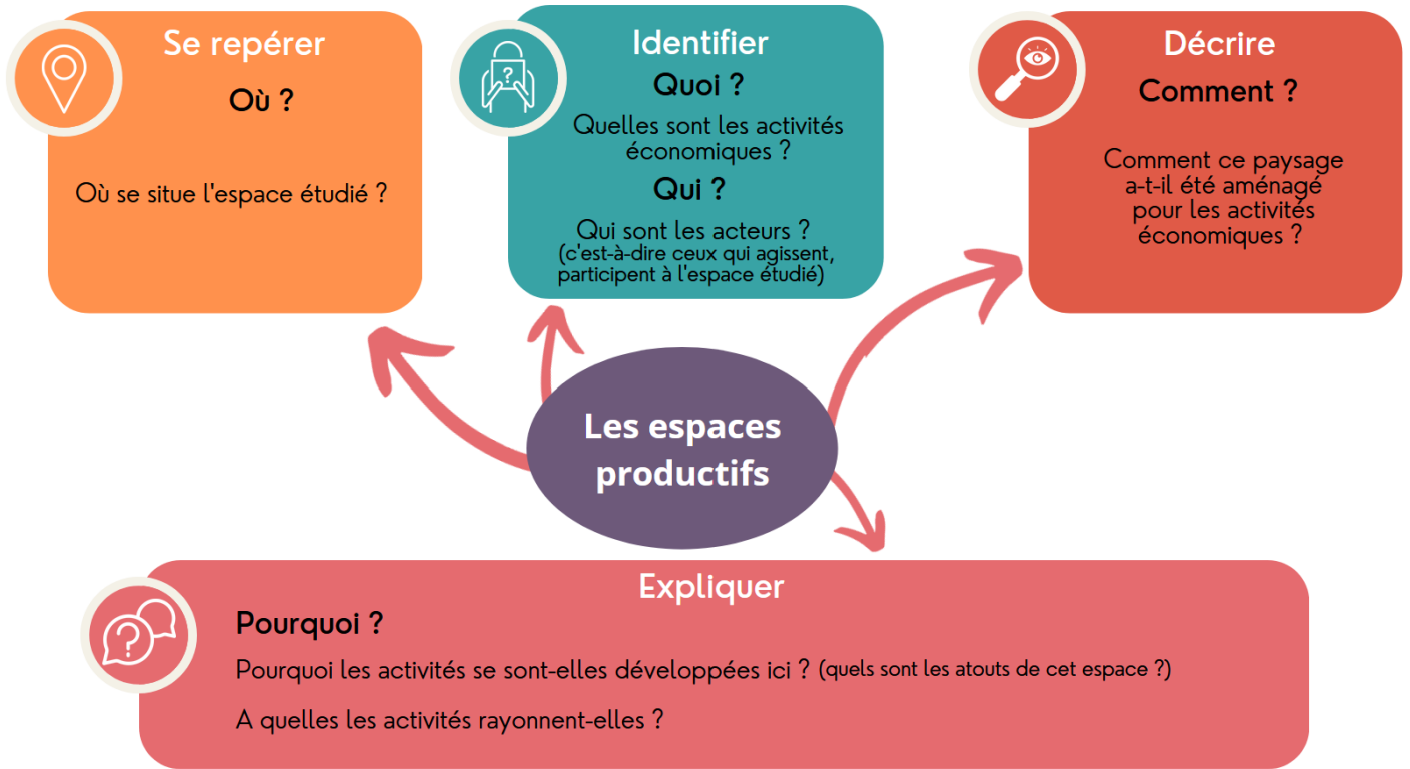 Se repérer
Où ?
Où se situe l'espace étudié ?
Identifier
Quoi ?
Quelles sont les activités
économiques ?
Qui ?
Qui sont les acteurs ?
(c'est-à-dire ceux qui agissent,
participent à l'espace étudié)
Décrire
Comment ?
Comment ce paysage
a-t-il été aménagé
pour les activités
économiques ?
Les espaces
productifs
Expliquer
Pourquoi ?
Pourquoi les activités se sont-elles développées ici ? (quels sont les atouts de cet espace ?)
A quelles les activités rayonnent-elles ?